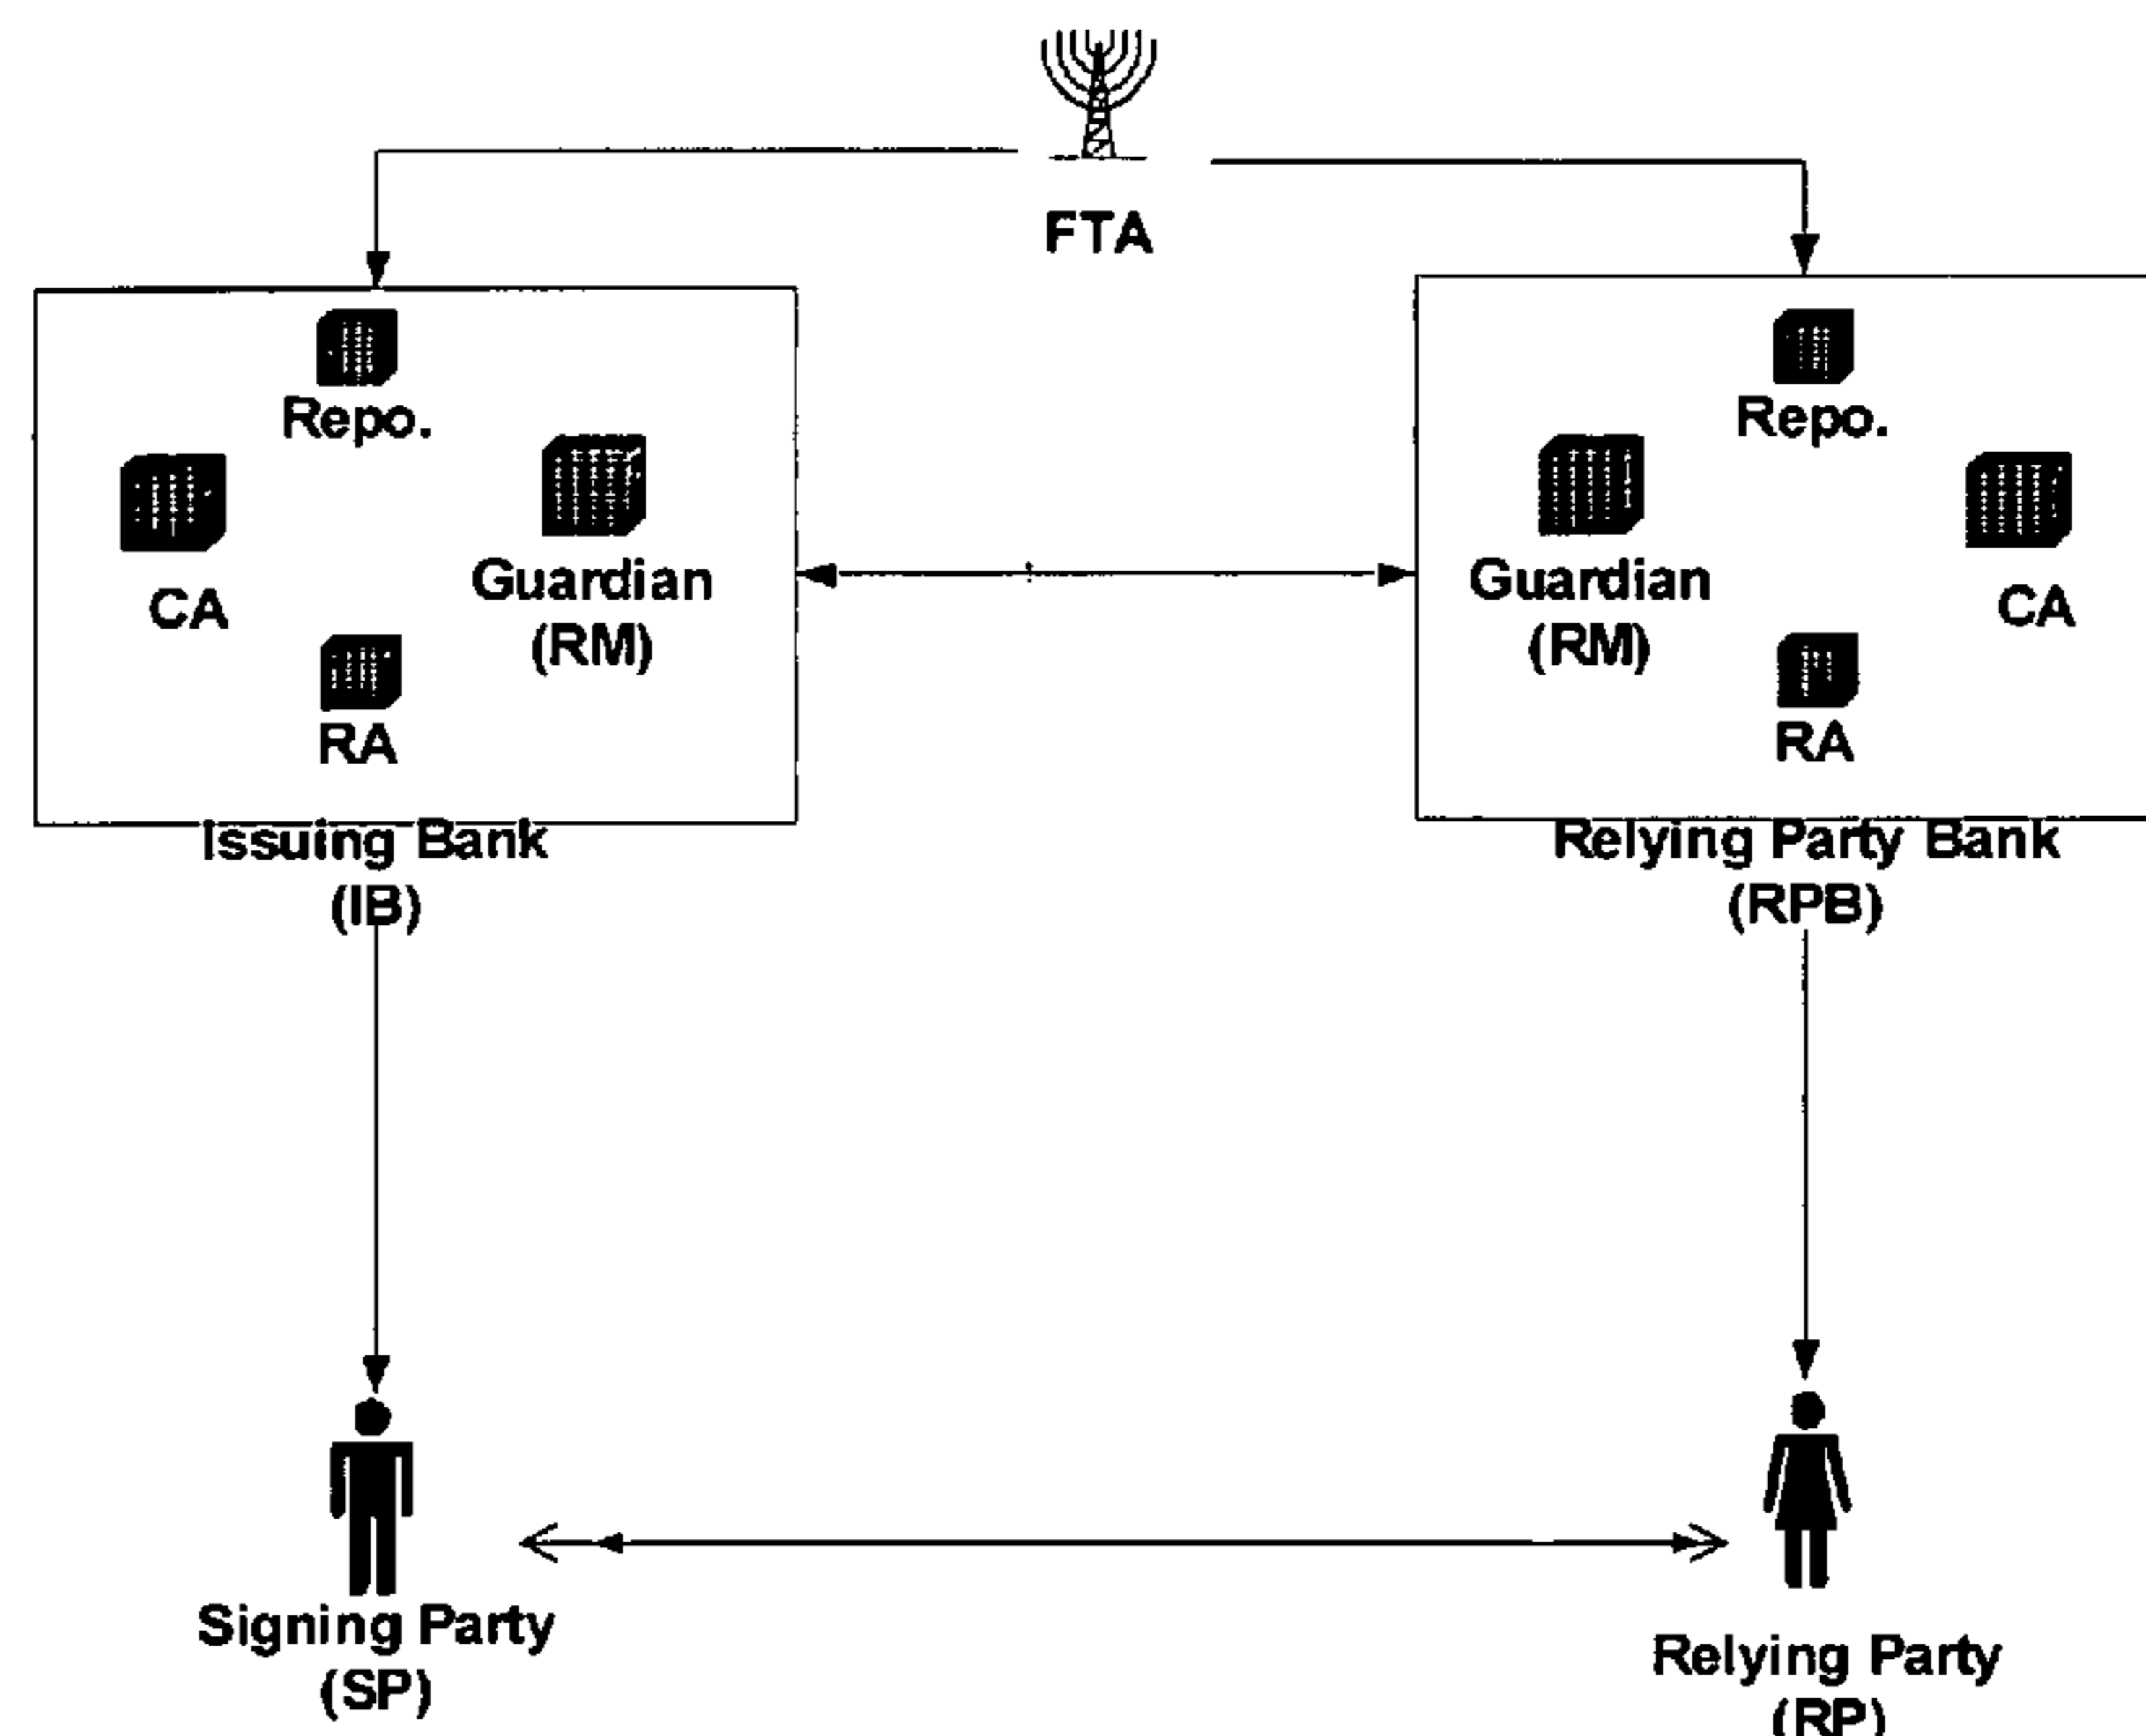 FTA
Repo.
CA
Guardian
(RM)
RA
Issuing Bank
(IB)
Repo.
Guardian
(RM)
CA
RA
Relying Party Bank
(RPB)
Signing Party
(SP)
Relying Party
(RP)